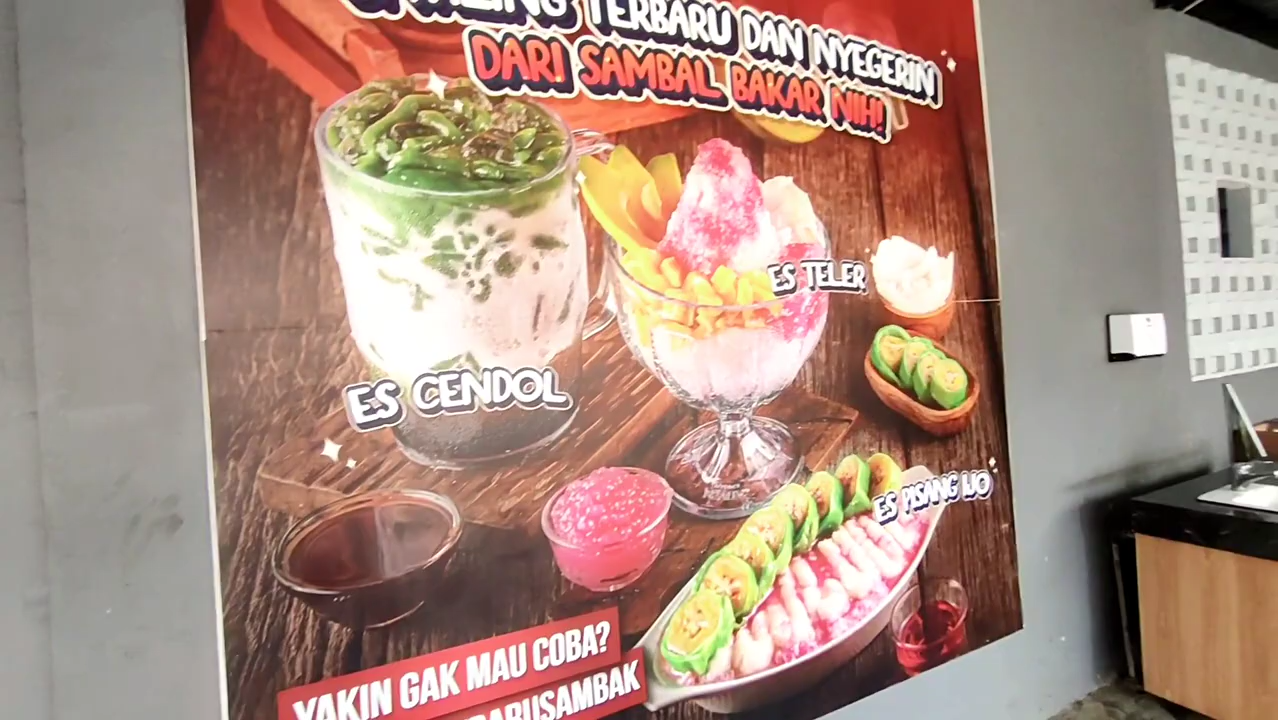 TERBARU DAN NYEGERIN
DARI SAMBAL BAKAR NIH!
ES TELER
ES CENDOL
ES PISANG IJO
YAKIN GAK MAU COBA?